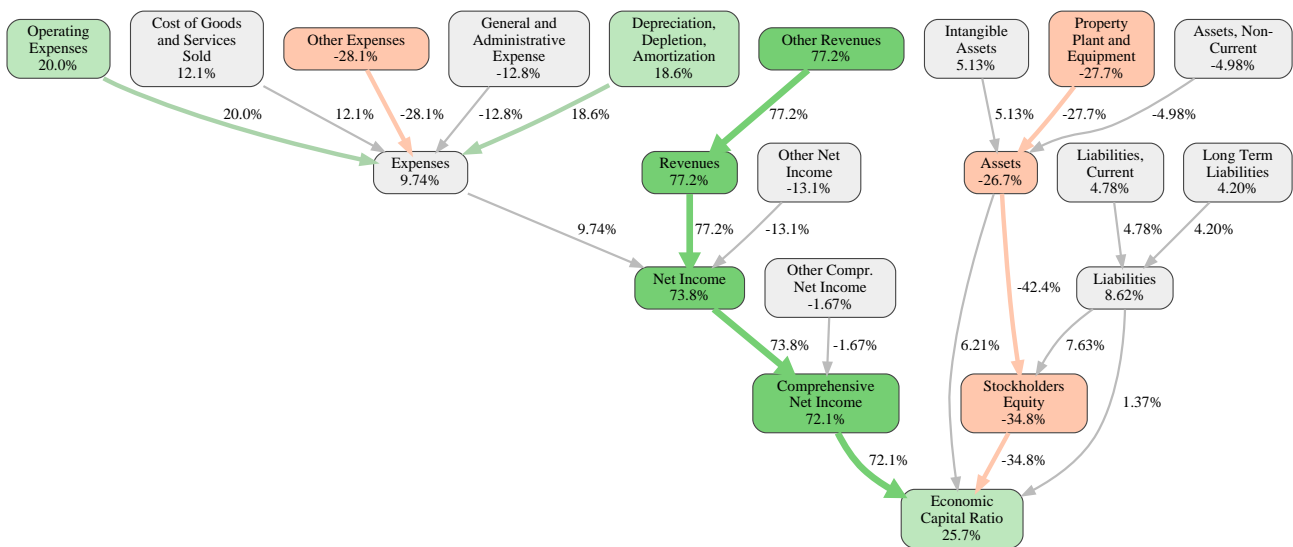 Operating
Expenses
20.0%
Cost of Goods
and Services
Sold
12.1%
Other Expenses
-28.1%
General and
Administrative
Expense
-12.8%
Depreciation,
Depletion,
Amortization
18.6%
Other Revenues
77.2%
Intangible
Assets
5.13%
Property
Plant and
Equipment
-27.7%
Assets, Non-
Current
-4.98%
20.0%
12.1%
-28.1%
-12.8%
18.6%
77.2%
5.13%
-27.7%
-4.98%
Expenses
9.74%
Revenues
77.2%
Other Net
Income
-13.1%
Assets
-26.7%
Liabilities,
Current
4.78%
Long Term
Liabilities
4.20%
9.74%
77.2%
-13.1%
4.78%
4.20%
Net Income
73.8%
Other Compr.
Net Income
-1.67%
-42.4%
Liabilities
8.62%
73.8%
-1.67%
6.21%
7.63%
Comprehensive
Net Income
72.1%
Stockholders
Equity
-34.8%
1.37%
72.1%
-34.8%
Economic
Capital Ratio
25.7%